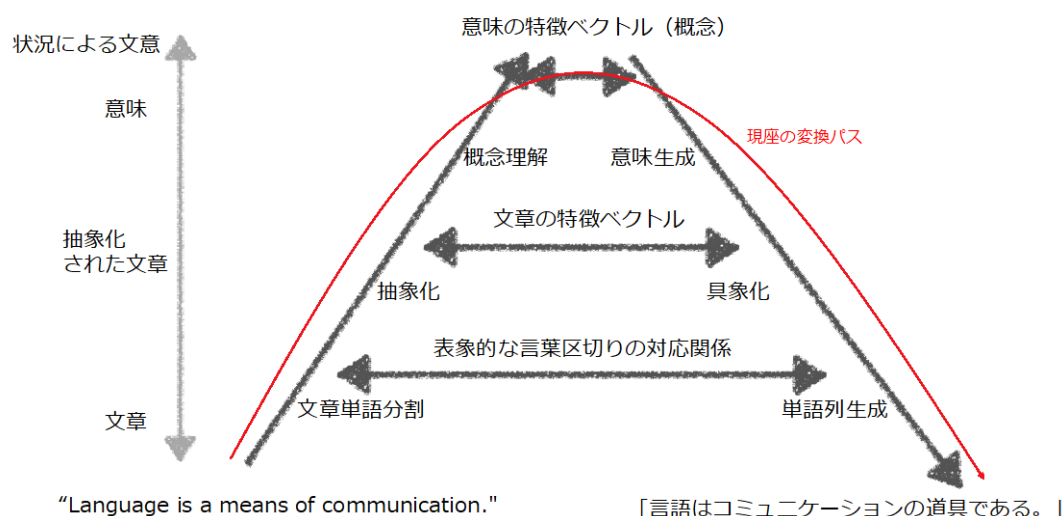 意味の特徴ベクトル（概念）
状況による文意
意味
現座の変換パス
概念理解
意味生成
文章の特徴ベクトル
抽象化
された文章
抽象化
具象化
表象的な言葉区切りの対応関係
文章
文章単語分割
単語列生成
“Language is a means of communication."
「言語はコミュニケーションの道具である。」